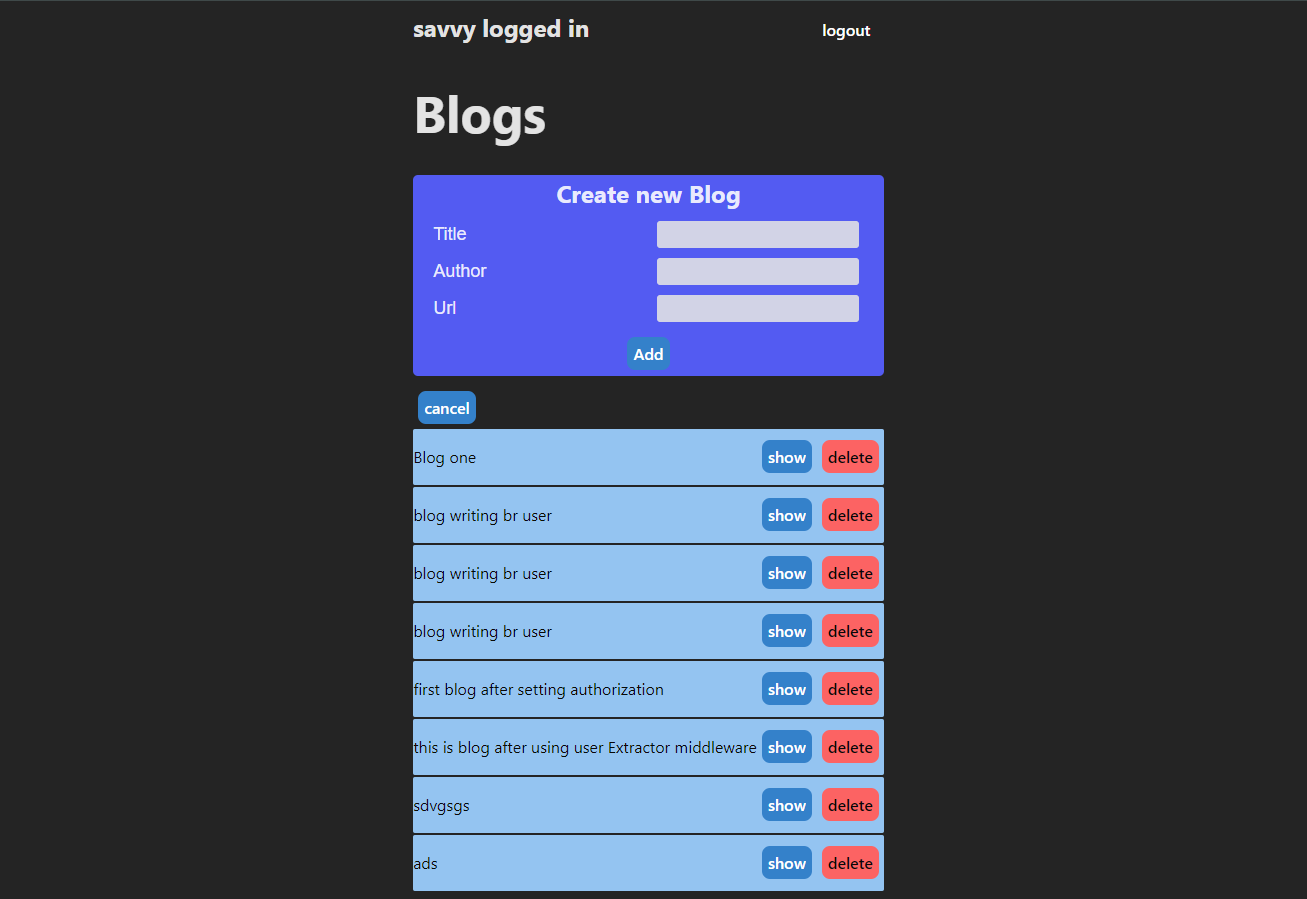 savvy logged in logout
Blogs
Create new Blog
Title
Author
Url
Add
cancel
Blog one show delete
blog writing br user show delete
blog writing br user show delete
blog writing br user show delete
first blog after setting authorization show delete
this is blog after using user Extractor middleware show delete
sdvgsgs show delete
ads show delete